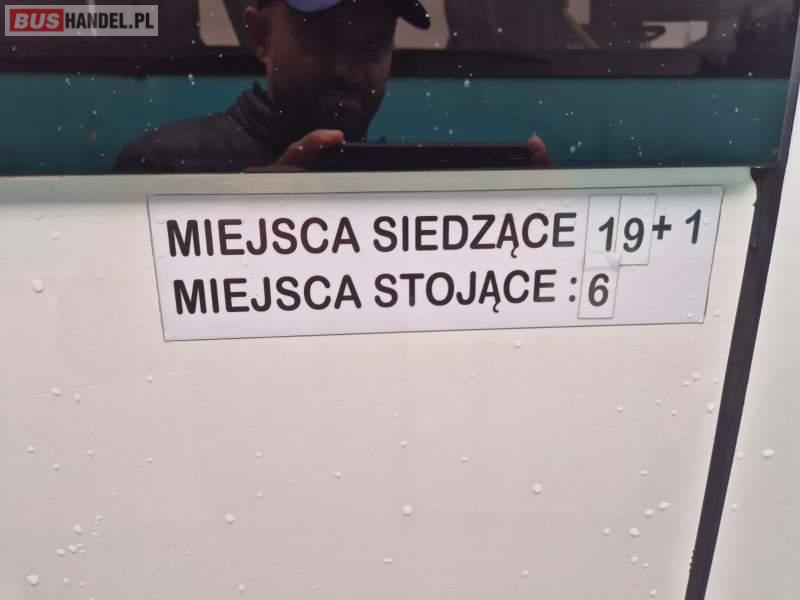 BUSHANDEL.PL
MIEJSCA SIEDZĄCE 19+1
MIEJSCA STOJĄCE : 6